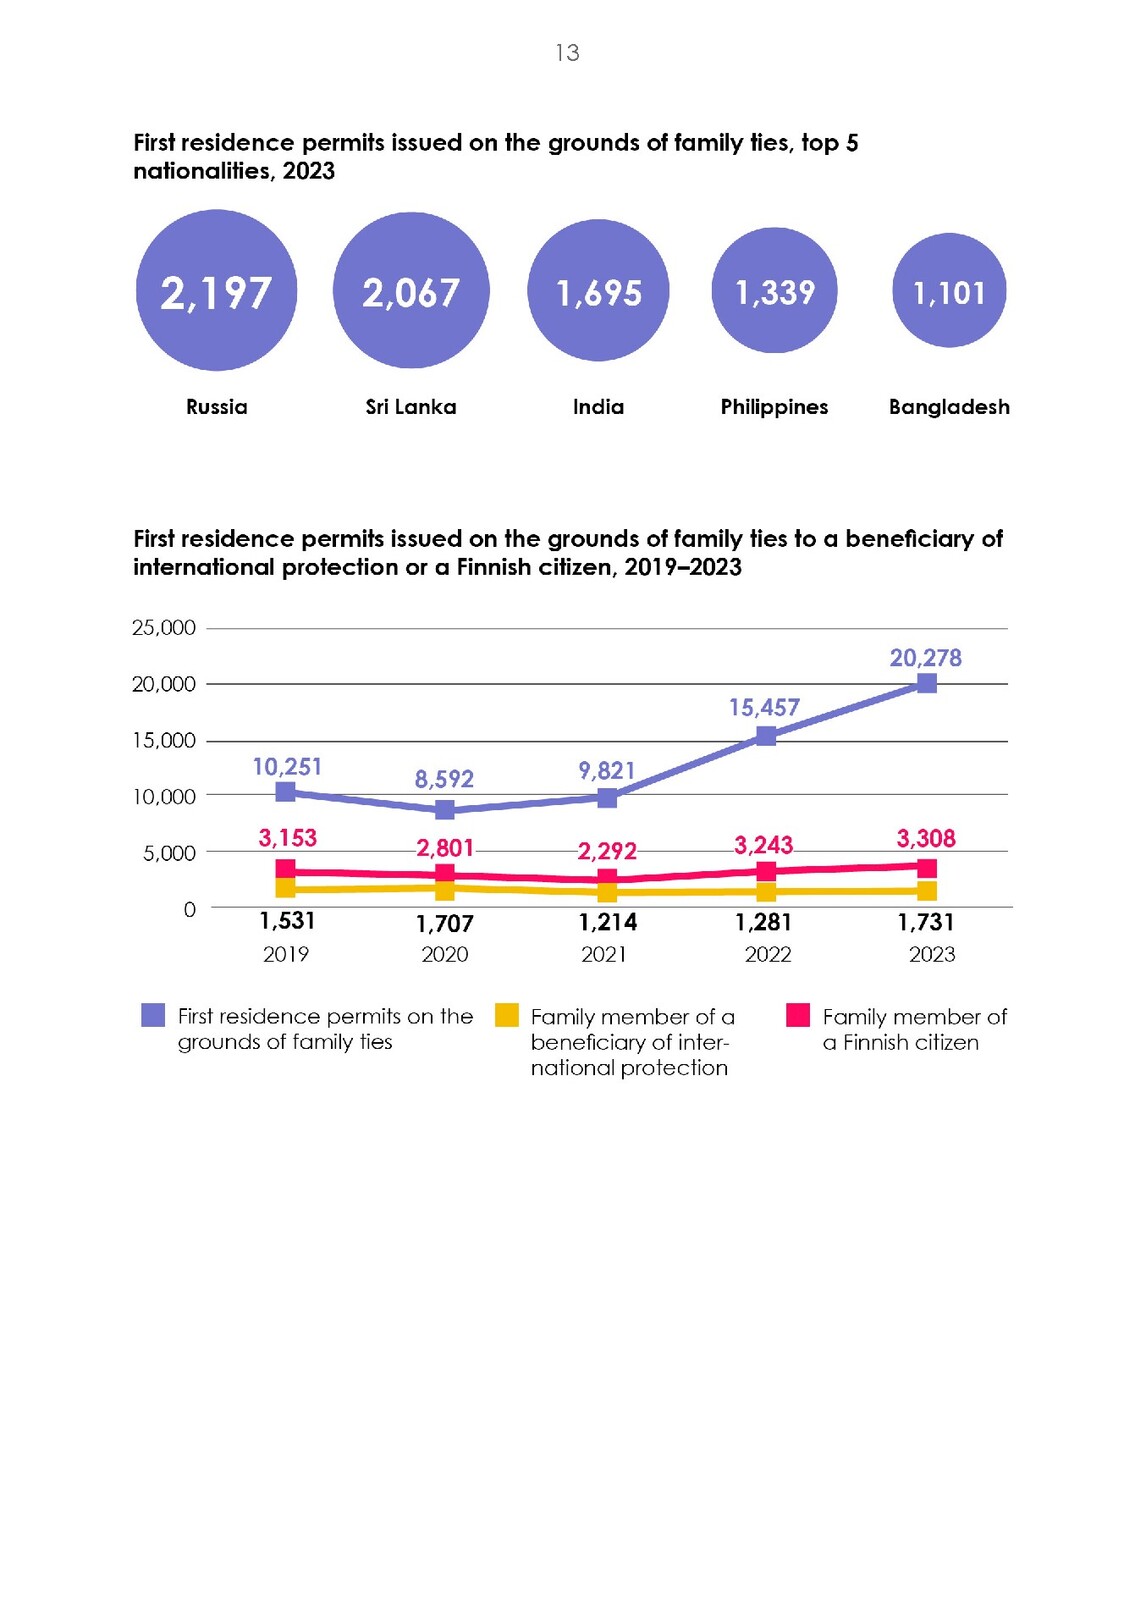 13
First residence permits issued on the grounds of family ties, top 5
nationalities, 2023
2,197
2,067
1,695
1,339
1,101
Russia
Sri Lanka
India
Philippines
Bangladesh
First residence permits issued on the grounds of family ties to a beneficiary of
international protection or a Finnish citizen, 2019–2023
25,000
20,000
15,000
10,000
5,000
0
10,251
8,592
9,821
15,457
20,278
3,153
2,801
2,292
3,243
3,308
1,531
1,707
1,214
1,281
1,731
2019
2020
2021
2022
2023
First residence permits on the
grounds of family ties
Family member of a
beneficiary of inter-
national protection
Family member of
a Finnish citizen